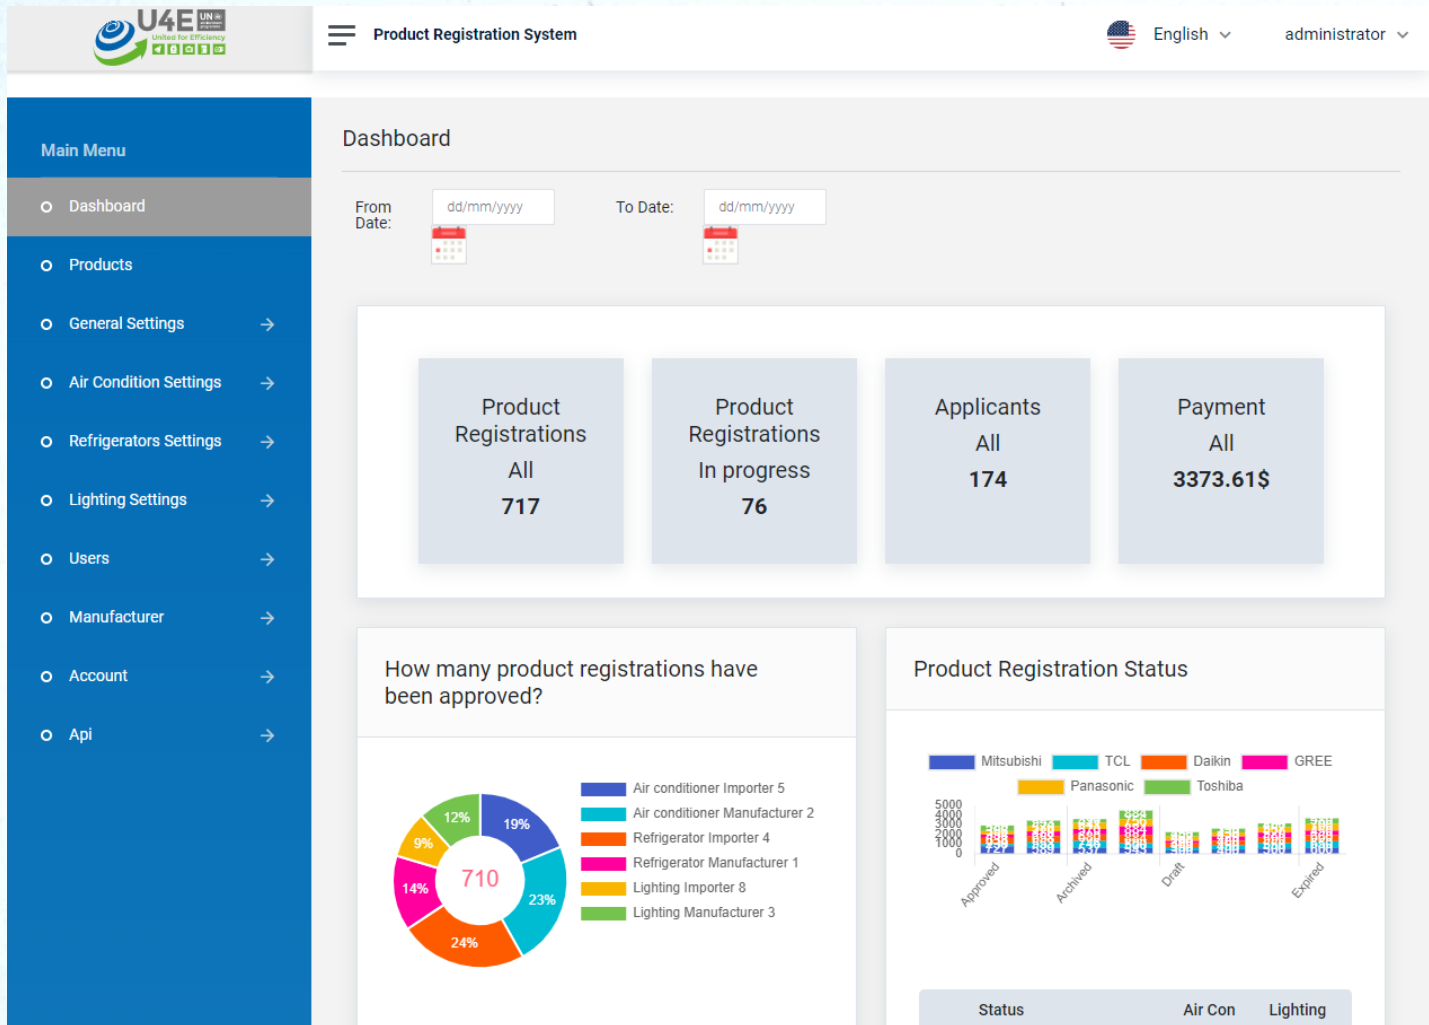 U4E
UN
United for Efficiency
Product Registration System
English
administrator
Main Menu
Dashboard
Products
General Settings
Air Condition Settings
Refrigerators Settings
Lighting Settings
Users
Manufacturer
Account
Api
Dashboard
From
Date:
dd/mm/yyyy
To Date:
dd/mm/yyyy
Product
Registrations
All
717
Product
Registrations
In progress
76
Applicants
All
174
Payment
All
3373.61$
How many product registrations have
been approved?
12%
19%
9%
710
14%
23%
24%
Air conditioner Importer 5
Air conditioner Manufacturer 2
Refrigerator Importer 4
Refrigerator Manufacturer 1
Lighting Importer 8
Lighting Manufacturer 3
Product Registration Status
Mitsubishi TCL Daikin GREE
Panasonic Toshiba
5000
4000
3000
2000
1000
0
Approved
Archived
Draft
Expired
Status Air Con Lighting